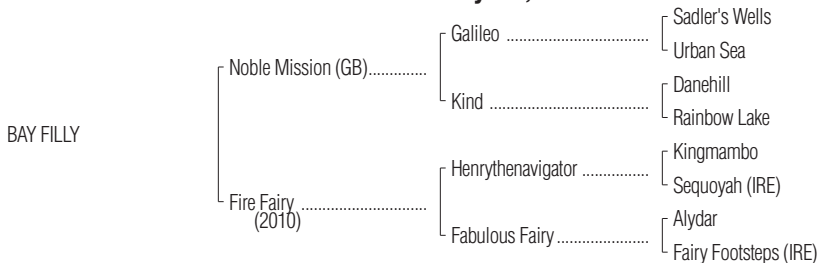 Sadler's Wells
Galileo ..................................
Urban Sea
Noble Mission (GB)..............
Danehill
Kind ......................................
Rainbow Lake
BAY FILLY
Kingmambo
Henrythenavigator ................
Sequoyah (IRE)
Fire Fairy ..............................
(2010)
Alydar
Fabulous Fairy......................
Fairy Footsteps (IRE)